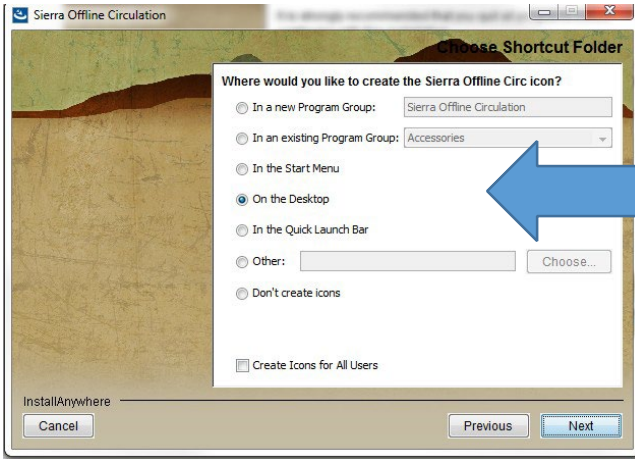 Sierra Offline Circulation
Choose Shortcut Folder
Where would you like to create the Sierra Offline Circ icon?
In a new Program Group: Sierra Offline Circulation
In an existing Program Group: Accessories
In the Start Menu
On the Desktop
In the Quick Launch Bar
Other: Choose...
Don't create icons
Create Icons for All Users
InstallAnywhere
Cancel Previous Next